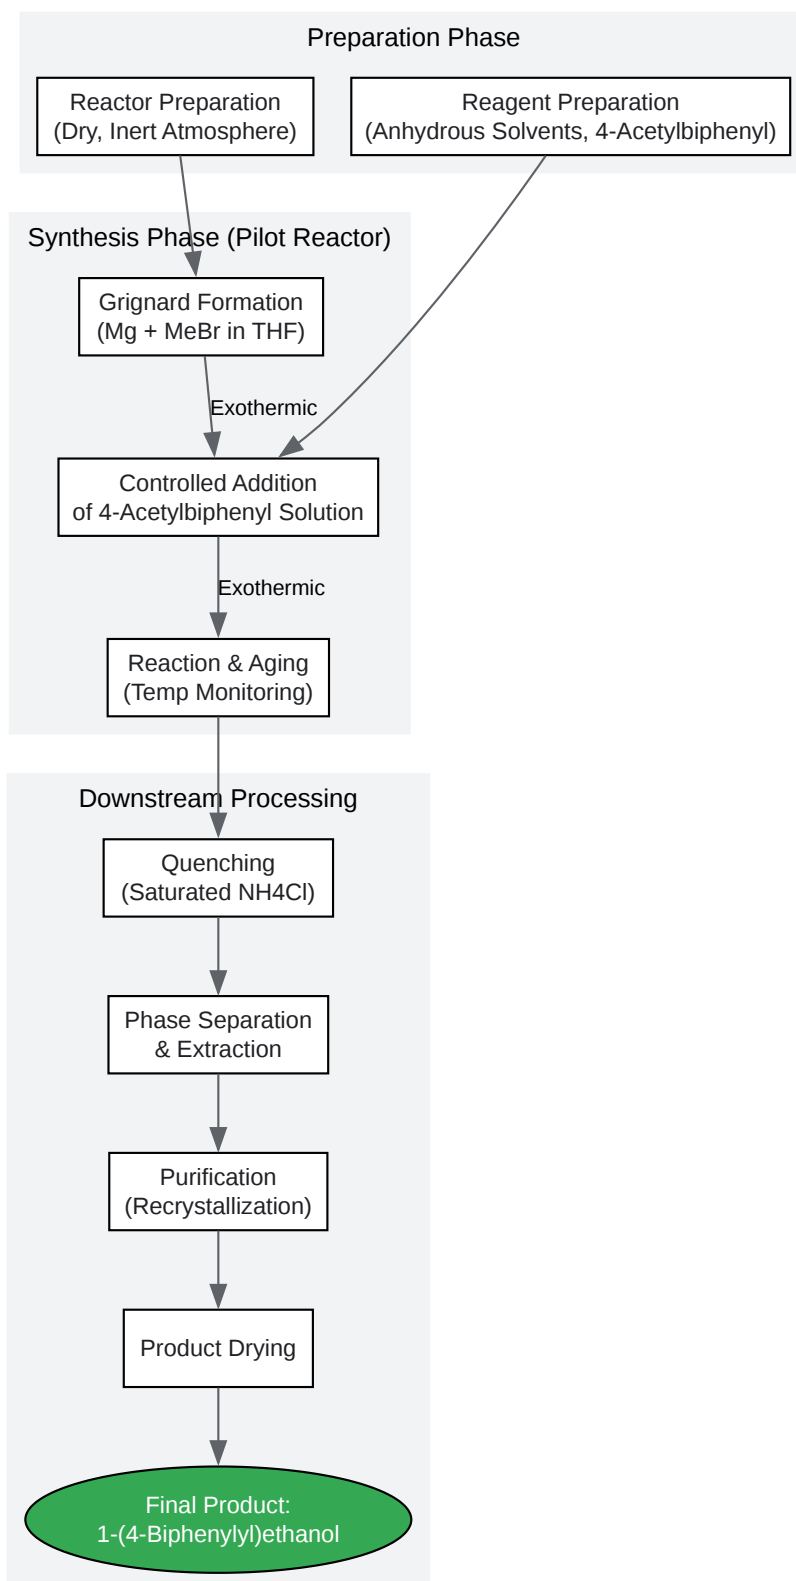 Preparation Phase
Reactor Preparation
(Dry, Inert Atmosphere)
Reagent Preparation
(Anhydrous Solvents, 4-Acetylbiphenyl)
Synthesis Phase (Pilot Reactor)
Grignard Formation
(Mg + MeBr in THF)
Exothermic
Controlled Addition
of 4-Acetylbiphenyl Solution
Exothermic
Reaction & Aging
(Temp Monitoring)
Downstream Processing
Quenching
(Saturated NH4Cl)
Phase Separation
& Extraction
Purification
(Recrystallization)
Product Drying
Final Product:
1-(4-Biphenylyl)ethanol